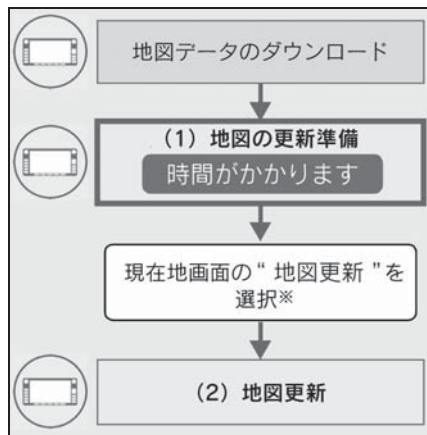 地図データのダウンロード
(1) 地図の更新準備
時間がかかります
現在地画面の“地図更新”を
選択※
(2) 地図更新